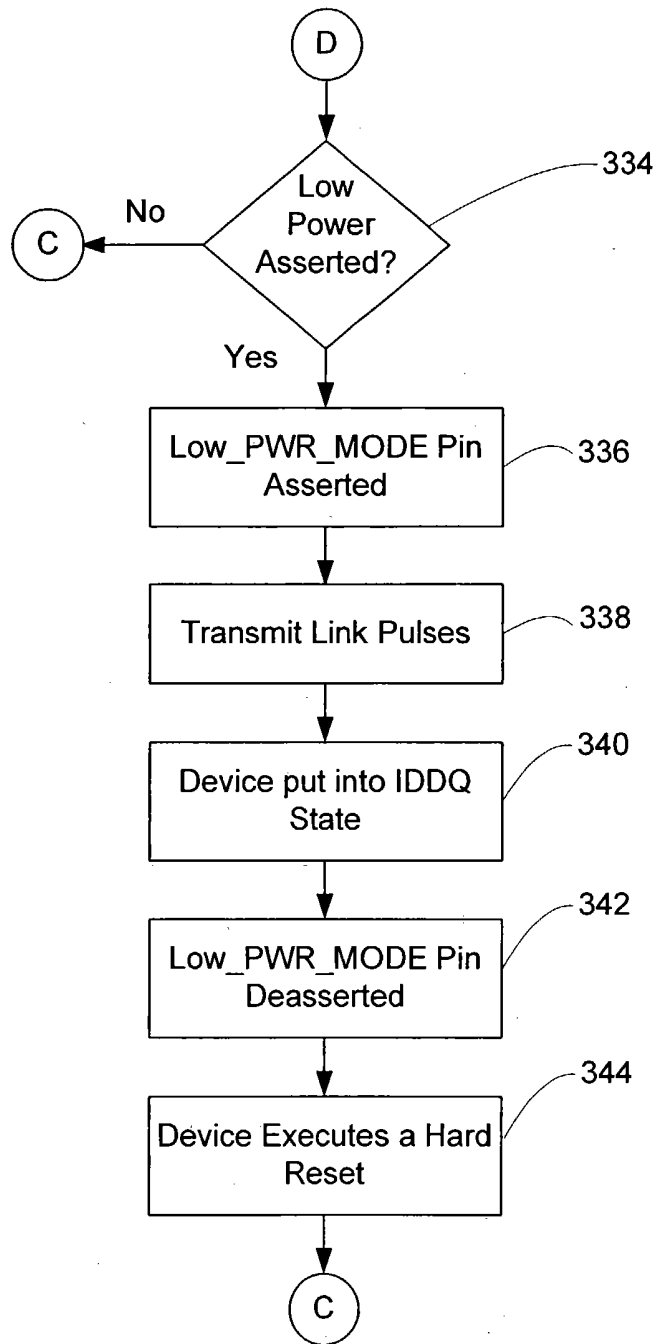 D
Low
Power
Asserted?
334
No
C
Yes
Low_PWR_MODE Pin
Asserted
336
Transmit Link Pulses
338
Device put into IDDQ
State
340
Low_PWR_MODE Pin
Deasserted
342
Device Executes a Hard
Reset
344
C